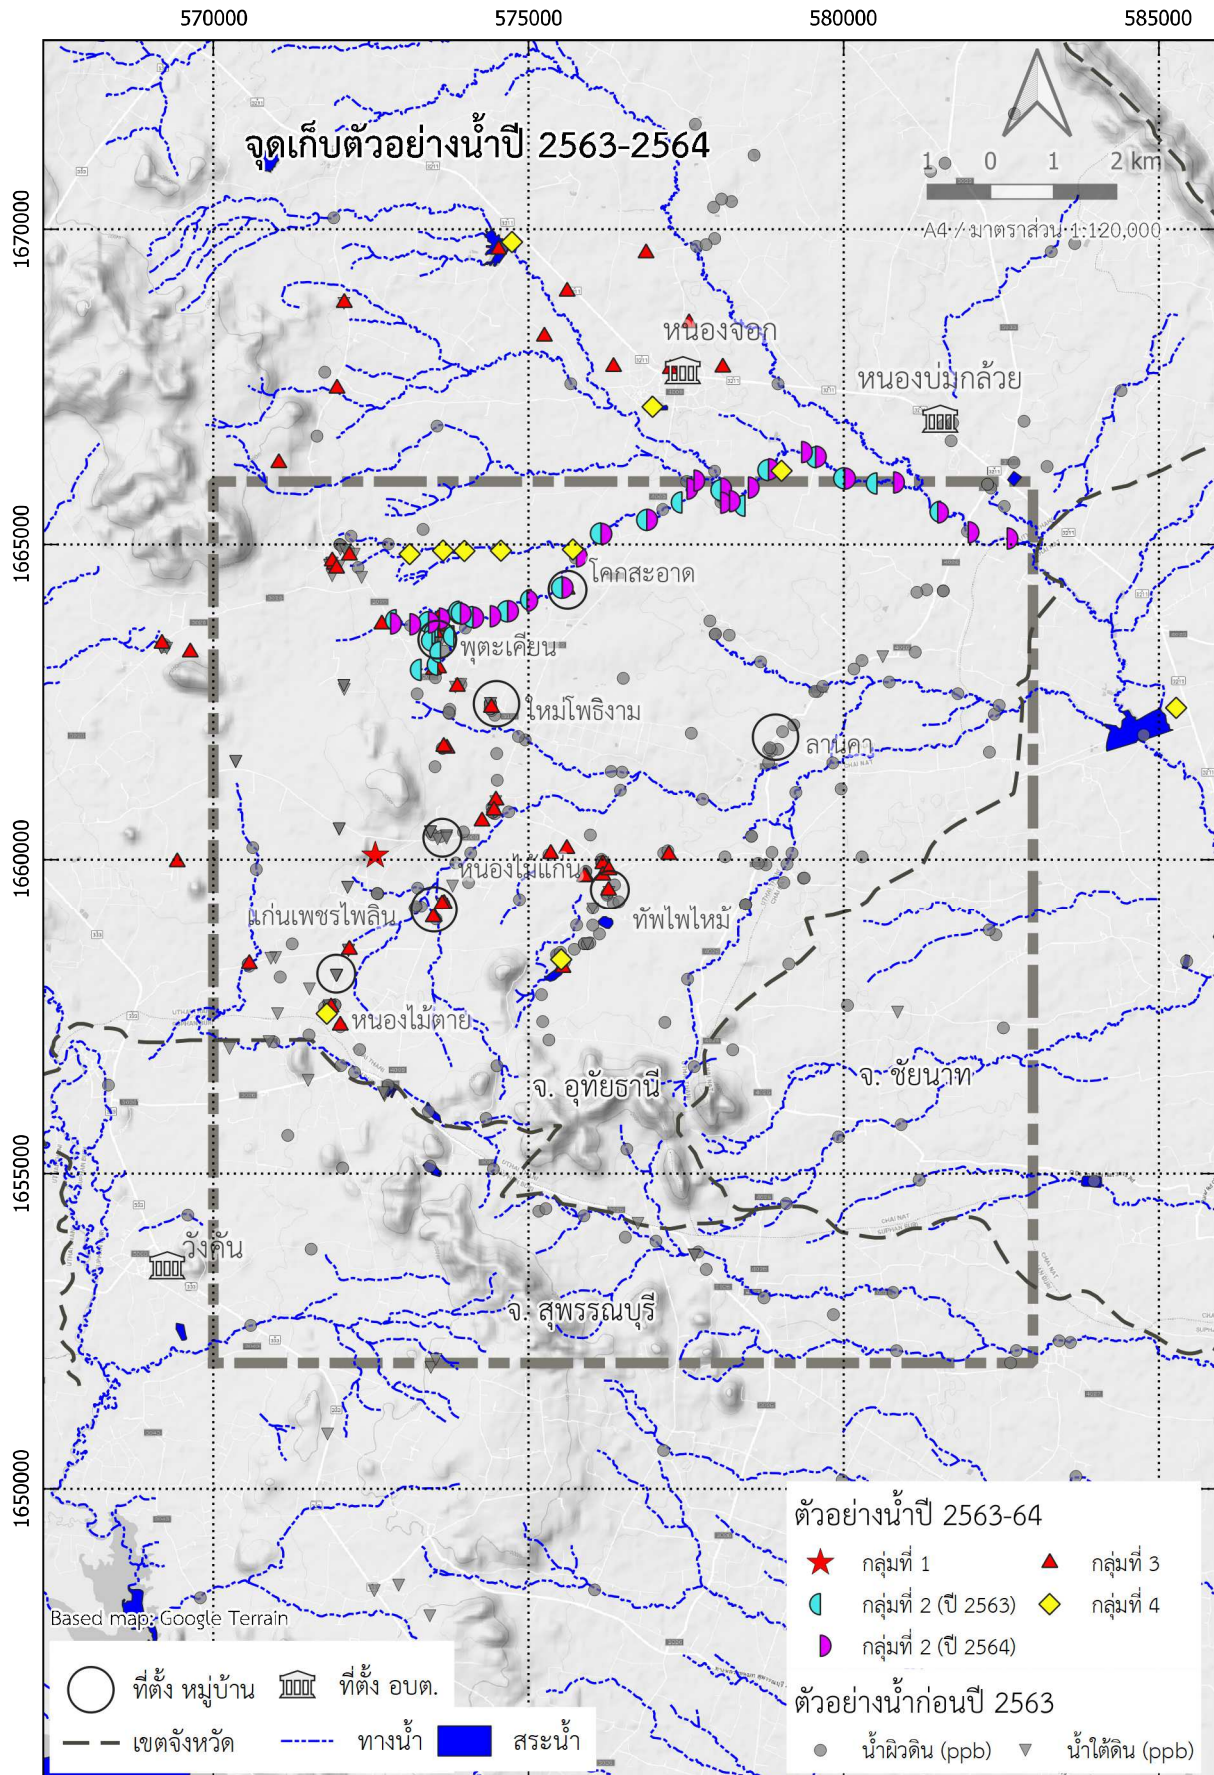 570000 575000 580000 585000
จุดเก็บตัวอย่างน้ำปี 2563-2564
1 0 1 2 km
A4 / มาตราส่วน 1:120,000
1670000
1665000
1660000
1655000
1650000
หนองจอก
หนองบ่มกล้วย
โคกสะอาด
พุตะเคียน
ใหม่โพธิงาม
ลานคา
หนองไม้แก่น
แก่นเพชรไพลิน
ทัพไพไหม้
หนองไม้ตาย
จ. อุทัยธานี
จ. ชัยนาท
วังคัน
จ. สุพรรณบุรี
Based map: Google Terrain
ที่ตั้ง หมู่บ้าน
ที่ตั้ง อบต.
เขตจังหวัด
ทางน้ำ
สระน้ำ
ตัวอย่างน้ำปี 2563-64
กลุ่มที่ 1
กลุ่มที่ 3
กลุ่มที่ 2 (ปี 2563)
กลุ่มที่ 4
กลุ่มที่ 2 (ปี 2564)
ตัวอย่างน้ำก่อนปี 2563
น้ำผิวดิน (ppb)
น้ำใต้ดิน (ppb)